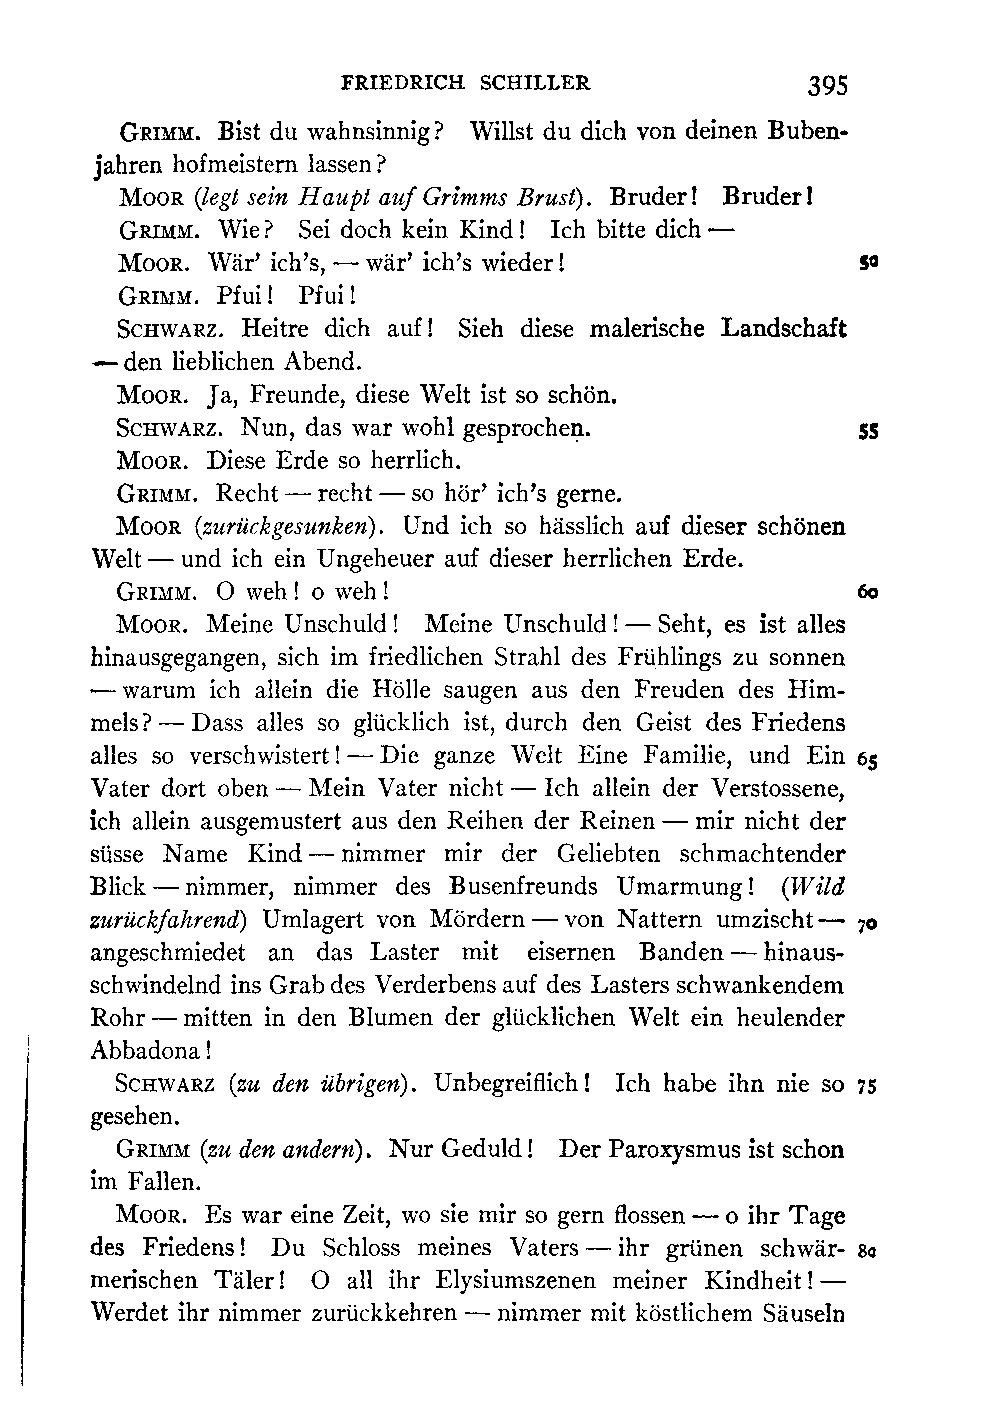 FRIEDRICH SCHILLER 395
GRIMM. Bist du wahnsinnig? Willst du dich von deinen Buben-
jahren hofmeistern lassen?
MOOR (legt sein Haupt auf Grimms Brust). Bruder! Bruder!
GRIMM. Wie? Sei doch kein Kind! Ich bitte dich —
MOOR. Wär' ich's, — wär' ich's wieder! 50
GRIMM. Pfui! Pfui!
SCHWARZ. Heitre dich auf! Sieh diese malerische Landschaft
— den lieblichen Abend.
MOOR. Ja, Freunde, diese Welt ist so schön.
SCHWARZ. Nun, das war wohl gesprochen. 55
MOOR. Diese Erde so herrlich.
GRIMM. Recht — recht — so hör' ich's gerne.
MOOR (zurückgesunken). Und ich so hässlich auf dieser schönen
Welt — und ich ein Ungeheuer auf dieser herrlichen Erde.
GRIMM. O weh! o weh! 60
MOOR. Meine Unschuld! Meine Unschuld! — Seht, es ist alles
hinausgegangen, sich im friedlichen Strahl des Frühlings zu sonnen
— warum ich allein die Hölle saugen aus den Freuden des Him-
mels? — Dass alles so glücklich ist, durch den Geist des Friedens
alles so verschwistert! — Die ganze Welt Eine Familie, und Ein 65
Vater dort oben — Mein Vater nicht — Ich allein der Verstossene,
ich allein ausgemustert aus den Reihen der Reinen — mir nicht der
süsse Name Kind — nimmer mir der Geliebten schmachtender
Blick — nimmer, nimmer des Busenfreunds Umarmung! (Wild
zurückfahrend) Umlagert von Mördern — von Nattern umzischt — 70
angeschmiedet an das Laster mit eisernen Banden — hinaus-
schwindelnd ins Grab des Verderbens auf des Lasters schwankendem
Rohr — mitten in den Blumen der glücklichen Welt ein heulender
Abbadona!
SCHWARZ (zu den übrigen). Unbegreiflich! Ich habe ihn nie so 75
gesehen.
GRIMM (zu den andern). Nur Geduld! Der Paroxysmus ist schon
im Fallen.
MOOR. Es war eine Zeit, wo sie mir so gern flossen — o ihr Tage
des Friedens! Du Schloss meines Vaters — ihr grünen schwär- 80
merischen Täler! O all ihr Elysiumszenen meiner Kindheit! —
Werdet ihr nimmer zurückkehren — nimmer mit köstlichem Säuseln